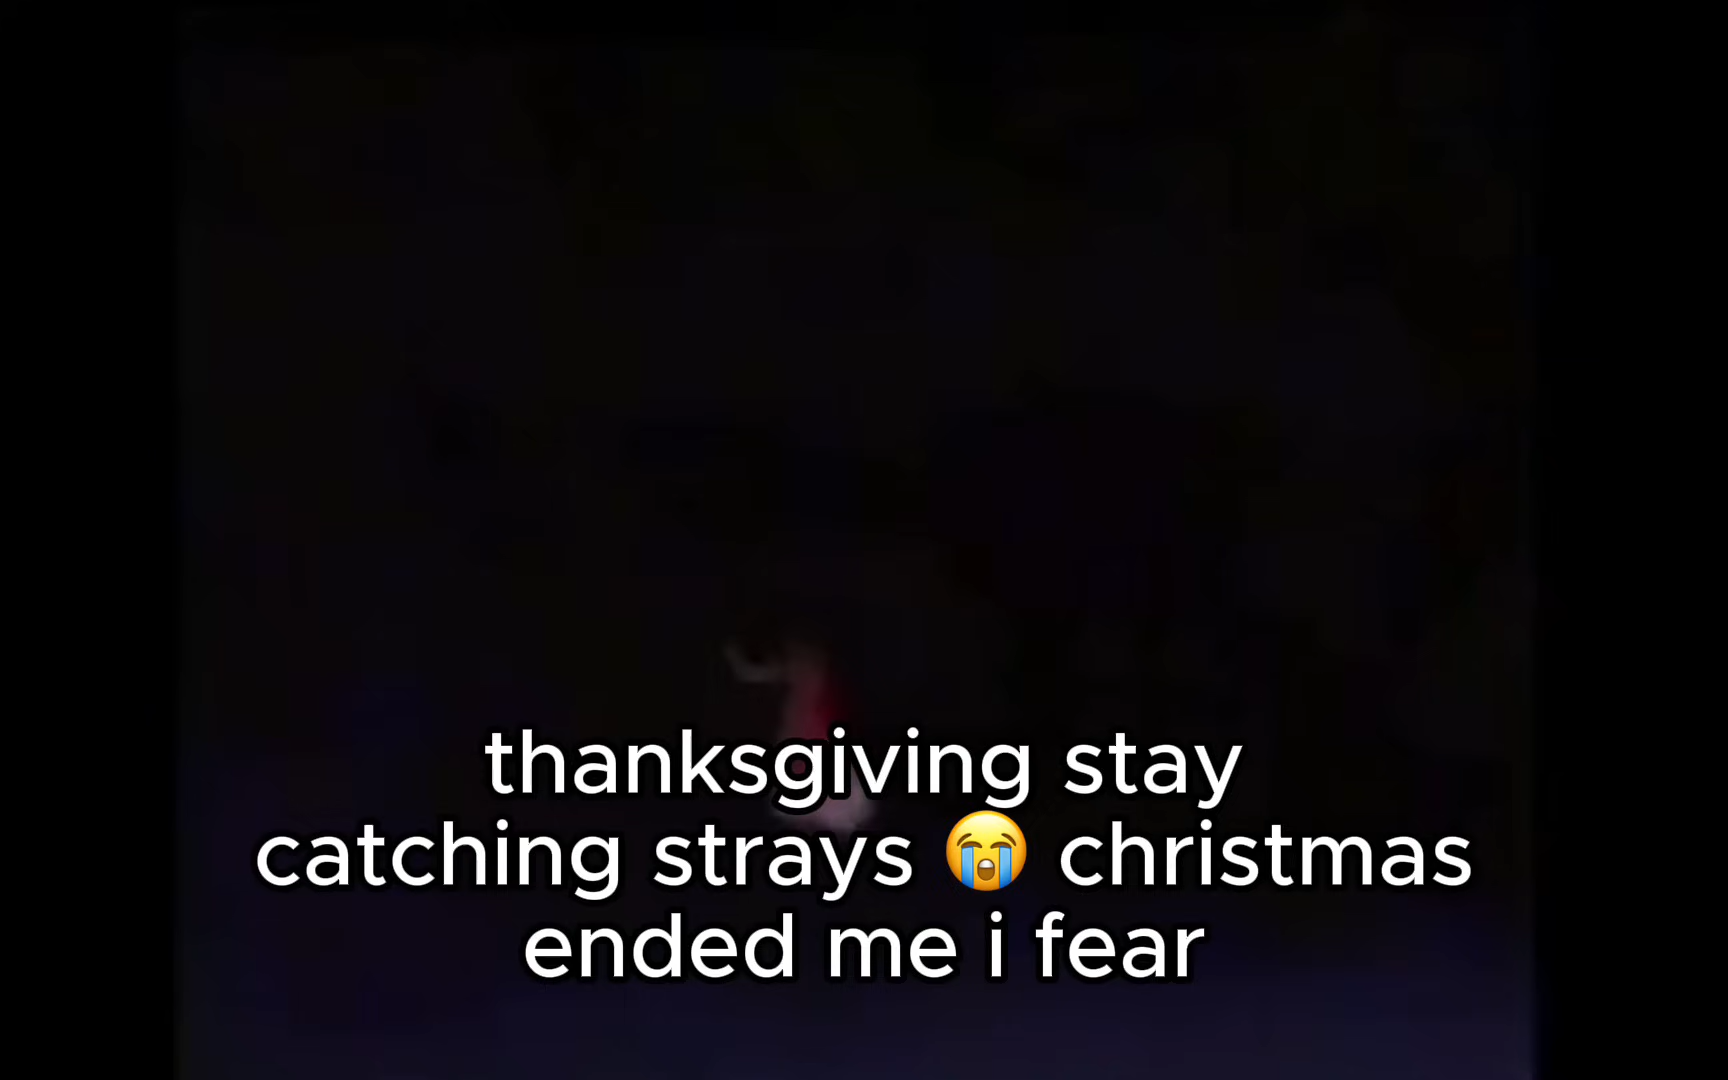 thanksgiving stay
catching strays 😭 christmas
ended me i fear